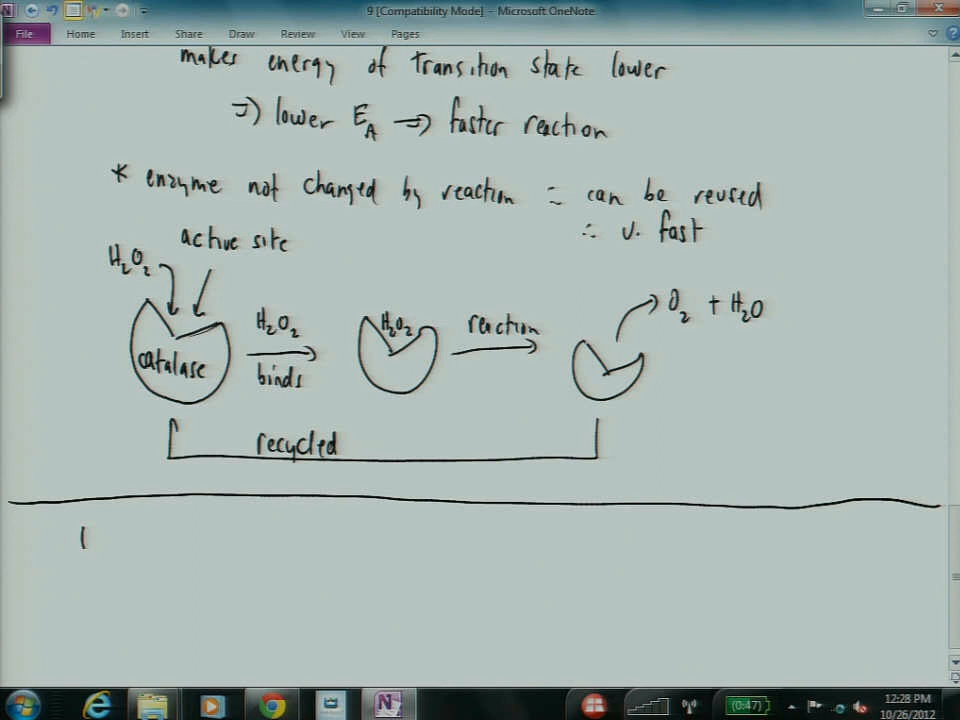 9 [Compatibility Mode] - Microsoft OneNote
File Home Insert Share Draw Review View Pages
makes energy of transition state lower
⇒ lower E_A ⇒ faster reaction
* enzyme not changed by reaction ∴ can be reused
∴ v. fast
active site
H₂O₂
catalase
H₂O₂
binds
H₂O₂
reaction
O₂ + H₂O
recycled
(0:47)
12:28 PM
10/26/2012